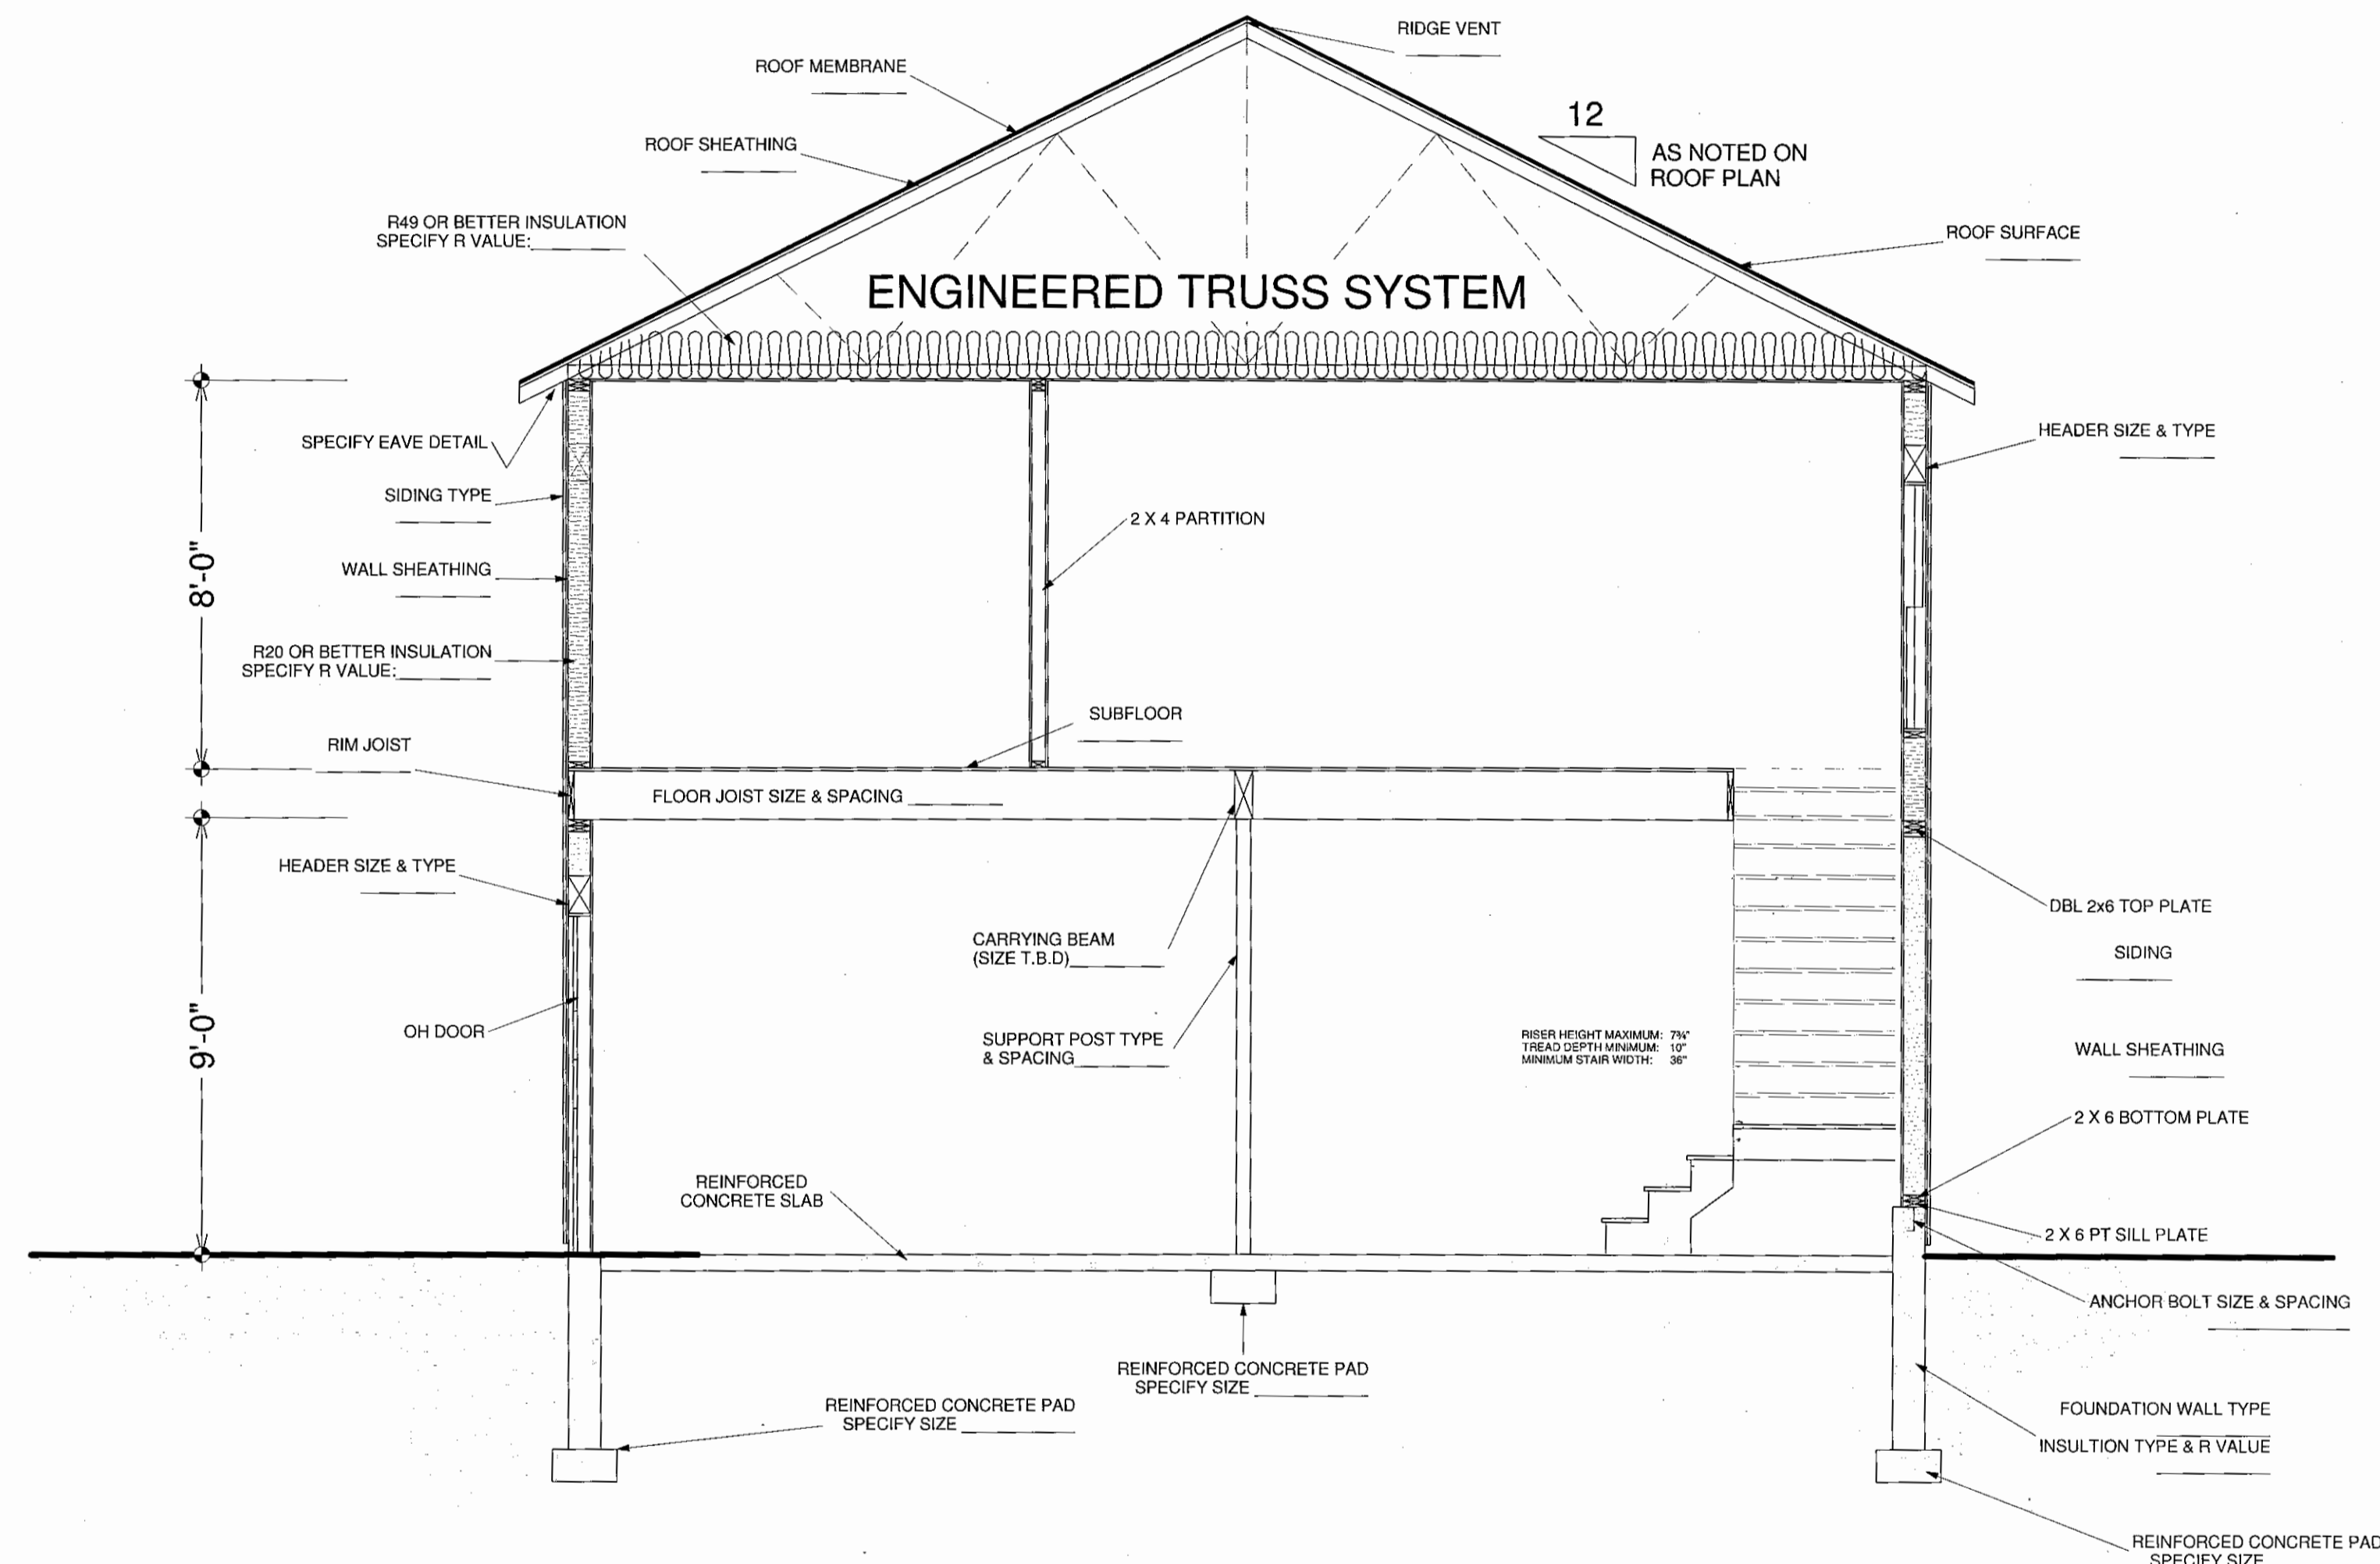 RIDGE VENT
ROOF MEMBRANE
12
ROOF SHEATHING
AS NOTED ON
ROOF PLAN
R49 OR BETTER INSULATION
SPECIFY R VALUE:
ROOF SURFACE
ENGINEERED TRUSS SYSTEM
SPECIFY EAVE DETAIL
HEADER SIZE & TYPE
SIDING TYPE
2 X 4 PARTITION
8'-0"
WALL SHEATHING
R20 OR BETTER INSULATION
SPECIFY R VALUE:
SUBFLOOR
RIM JOIST
FLOOR JOIST SIZE & SPACING
HEADER SIZE & TYPE
DBL 2x6 TOP PLATE
CARRYING BEAM
(SIZE T.B.D)
SIDING
9'-0"
OH DOOR
SUPPORT POST TYPE
& SPACING
RISER HEIGHT MAXIMUM: 7¾"
TREAD DEPTH MINIMUM: 10"
MINIMUM STAIR WIDTH: 36"
WALL SHEATHING
2 X 6 BOTTOM PLATE
REINFORCED
CONCRETE SLAB
2 X 6 PT SILL PLATE
ANCHOR BOLT SIZE & SPACING
REINFORCED CONCRETE PAD
SPECIFY SIZE
REINFORCED CONCRETE PAD
SPECIFY SIZE
FOUNDATION WALL TYPE
INSULTION TYPE & R VALUE
REINFORCED CONCRETE PAD
SPECIFY SIZE